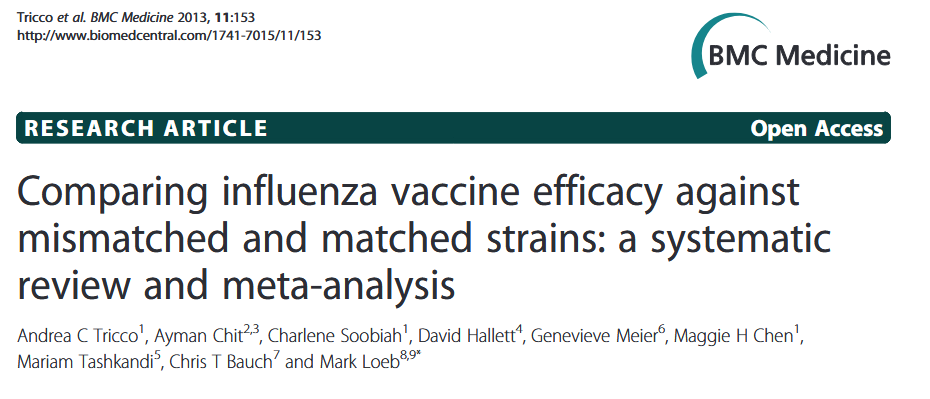 Tricco et al. BMC Medicine 2013, 11:153
http://www.biomedcentral.com/1741-7015/11/153
BMC Medicine
RESEARCH ARTICLE Open Access
Comparing influenza vaccine efficacy against
mismatched and matched strains: a systematic
review and meta-analysis
Andrea C Tricco1, Ayman Chit2,3, Charlene Soobiah1, David Hallett4, Genevieve Meier6, Maggie H Chen1,
Mariam Tashkandi5, Chris T Bauch7 and Mark Loeb8,9*